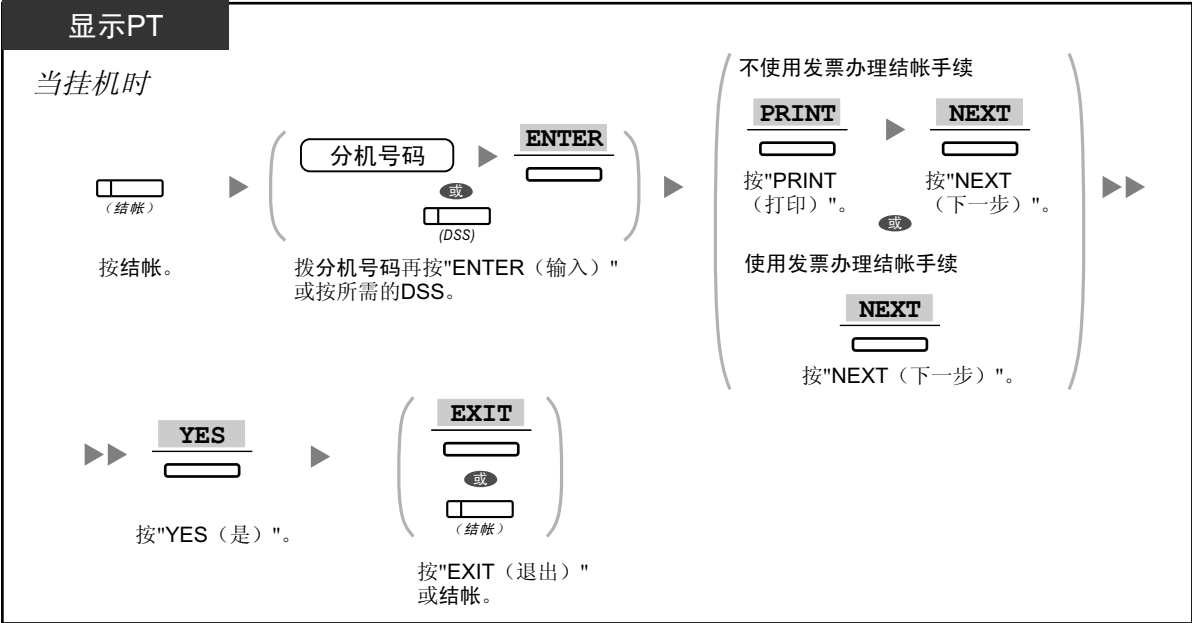 显示PT
当挂机时
（结帐）
按结帐。
分机号码
ENTER
或
(DSS)
拨分机号码再按"ENTER（输入）"
或按所需的DSS。
不使用发票办理结帐手续
PRINT
NEXT
按"PRINT
（打印）"。
按"NEXT
（下一步）"。
或
使用发票办理结帐手续
NEXT
按"NEXT（下一步）"。
YES
按"YES（是）"。
EXIT
或
（结帐）
按"EXIT（退出）"
或结帐。